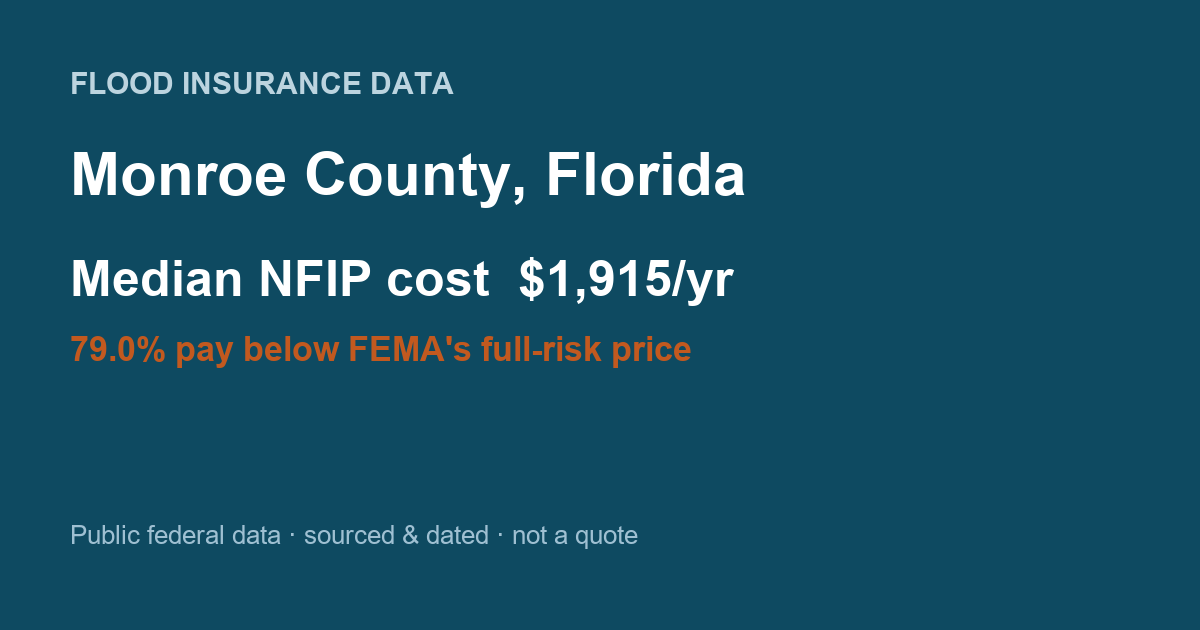 FLOOD INSURANCE DATA
Monroe County, Florida
Median NFIP cost  $1,915/yr
79.0% pay below FEMA's full-risk price
Public federal data · sourced & dated · not a quote